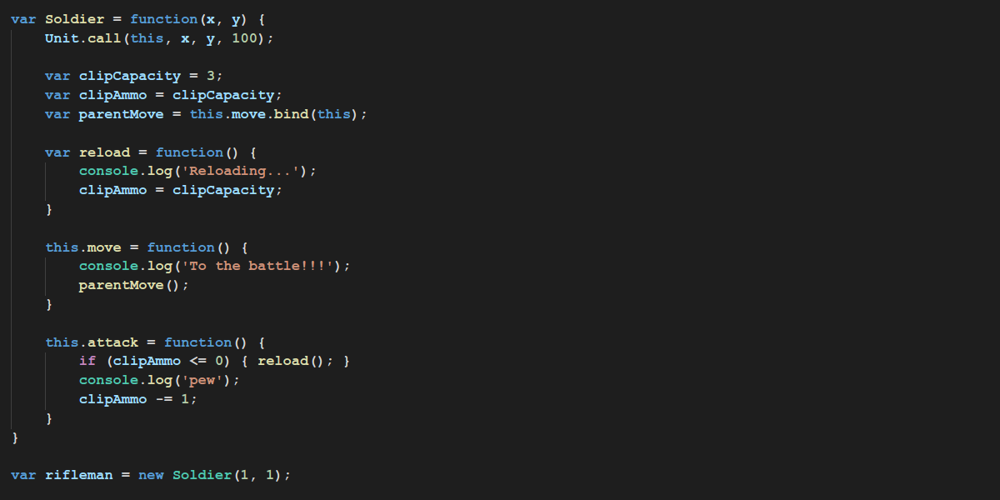 var Soldier = function(x, y) {
    Unit.call(this, x, y, 100);

    var clipCapacity = 3;
    var clipAmmo = clipCapacity;
    var parentMove = this.move.bind(this);

    var reload = function() {
        console.log('Reloading...');
        clipAmmo = clipCapacity;
    }

    this.move = function() {
        console.log('To the battle!!!');
        parentMove();
    }

    this.attack = function() {
        if (clipAmmo <= 0) { reload(); }
        console.log('pew');
        clipAmmo -= 1;
    }
}

var rifleman = new Soldier(1, 1);